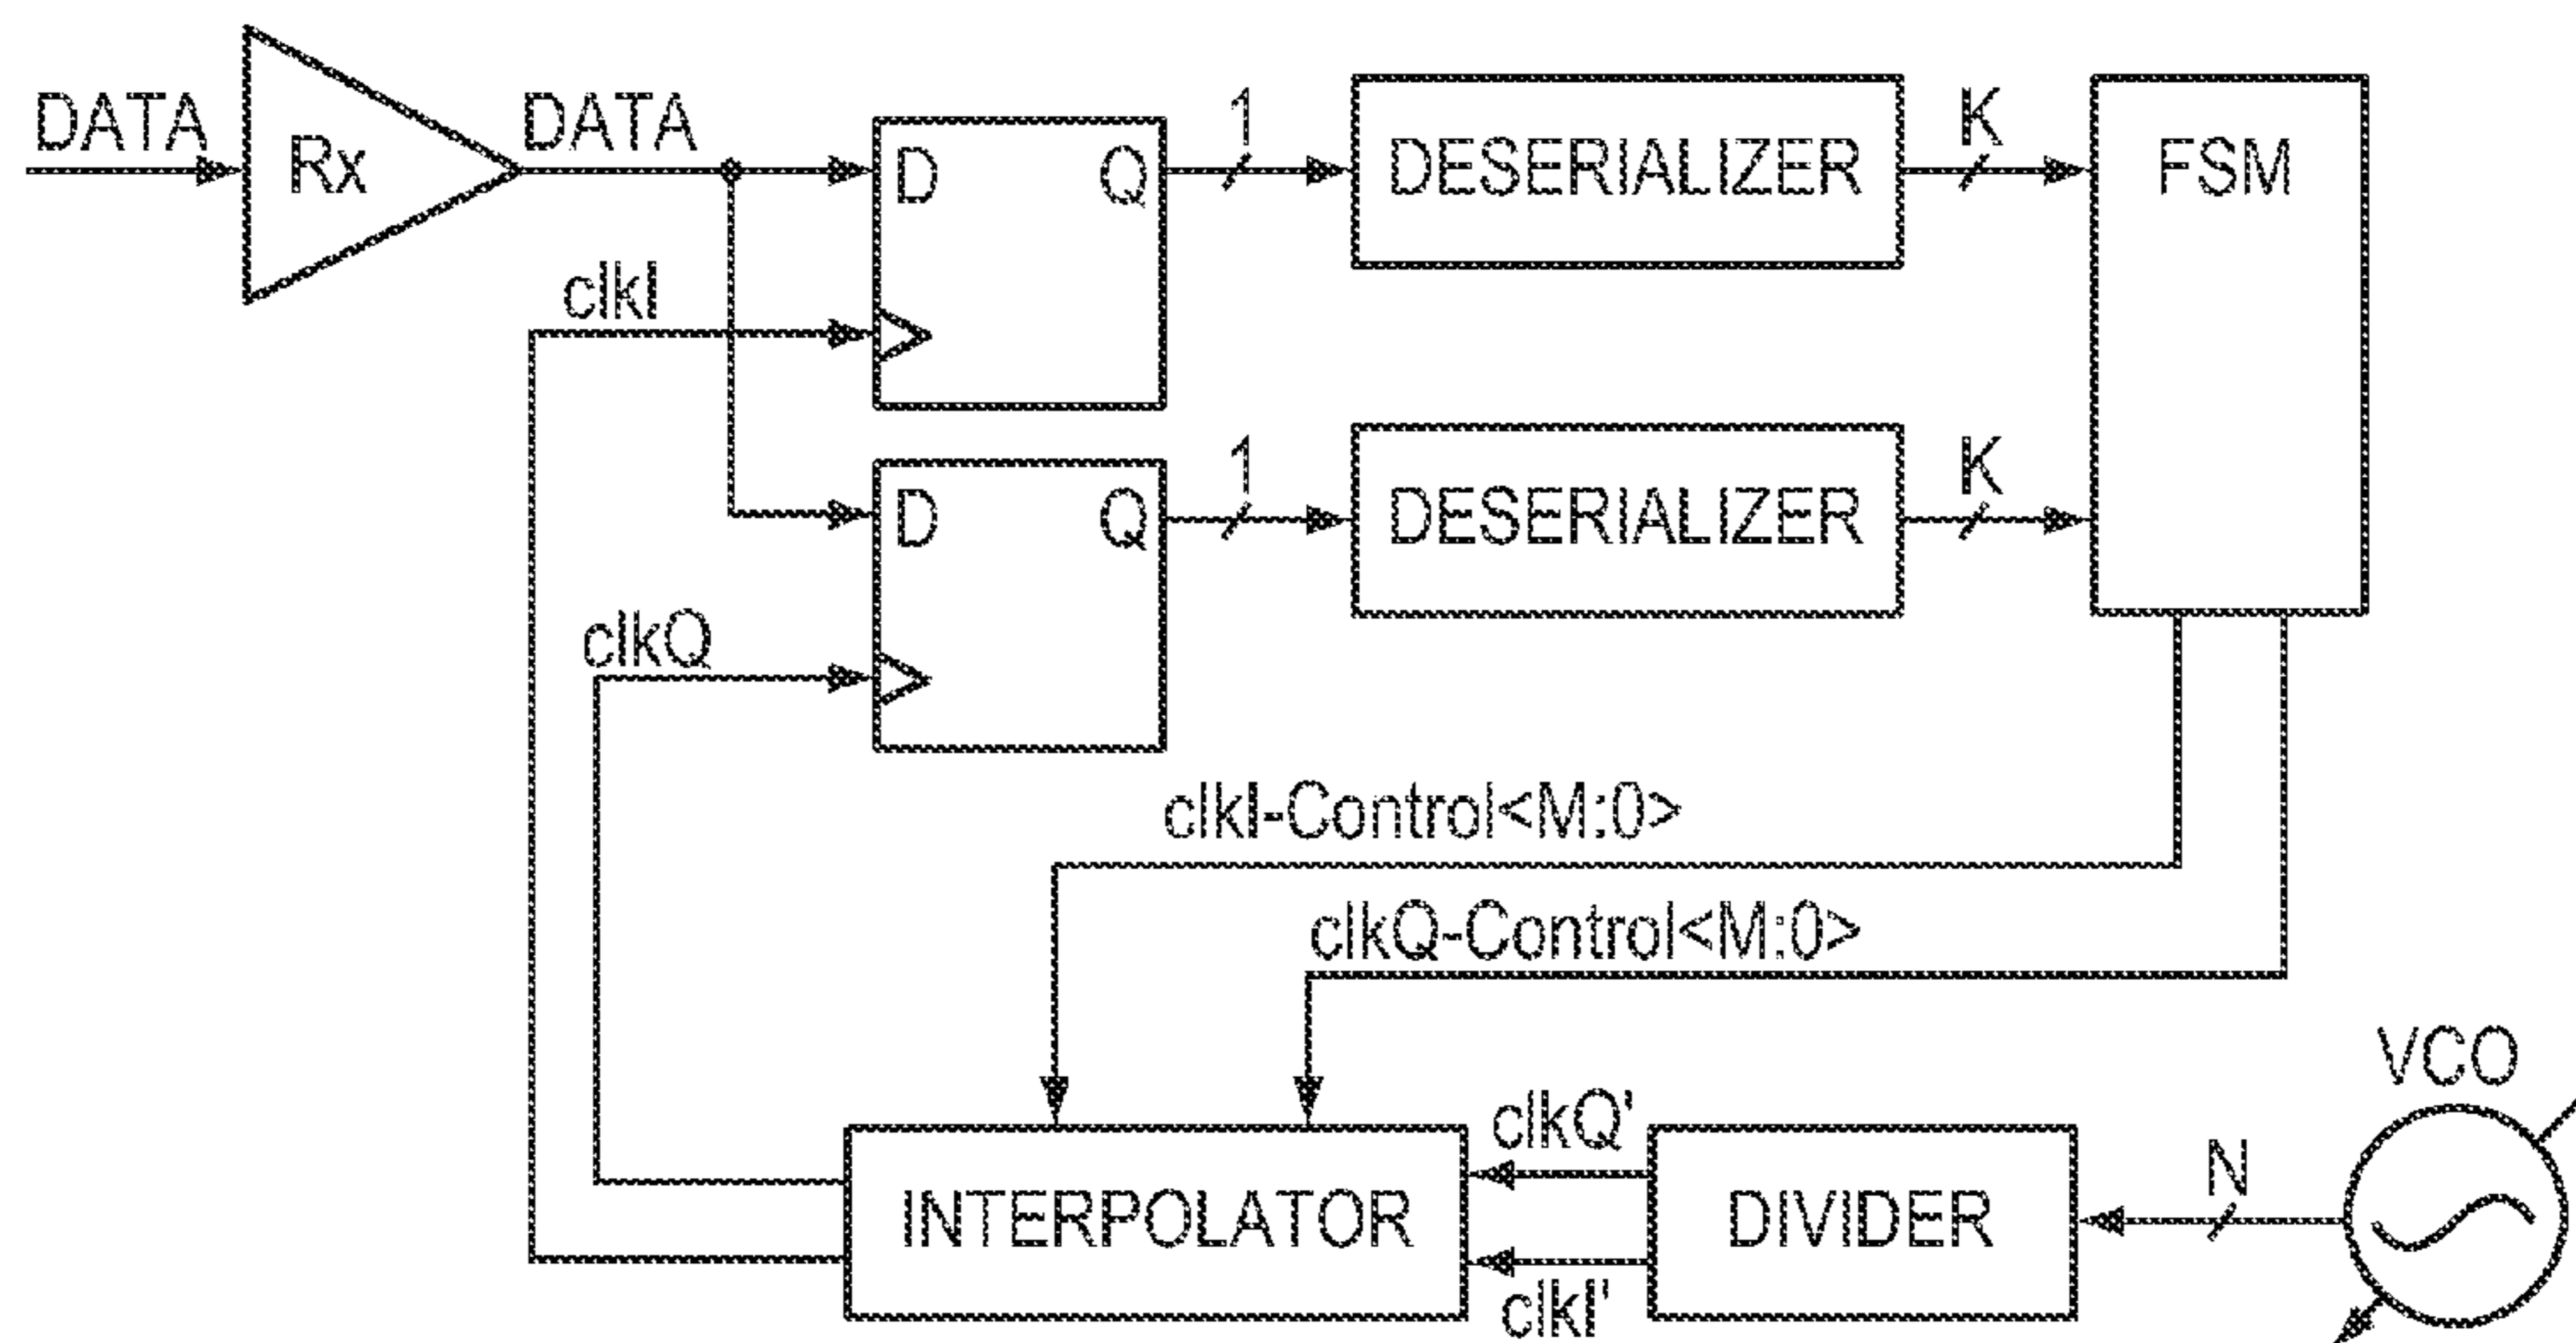 DATA
Rx
DATA
D
Q
1
DESERIALIZER
K
FSM
clkI
D
Q
1
DESERIALIZER
K
clkQ
clkI-Control<M:0>
clkQ-Control<M:0>
VCO
INTERPOLATOR
clkQ'
clkI'
DIVIDER
N